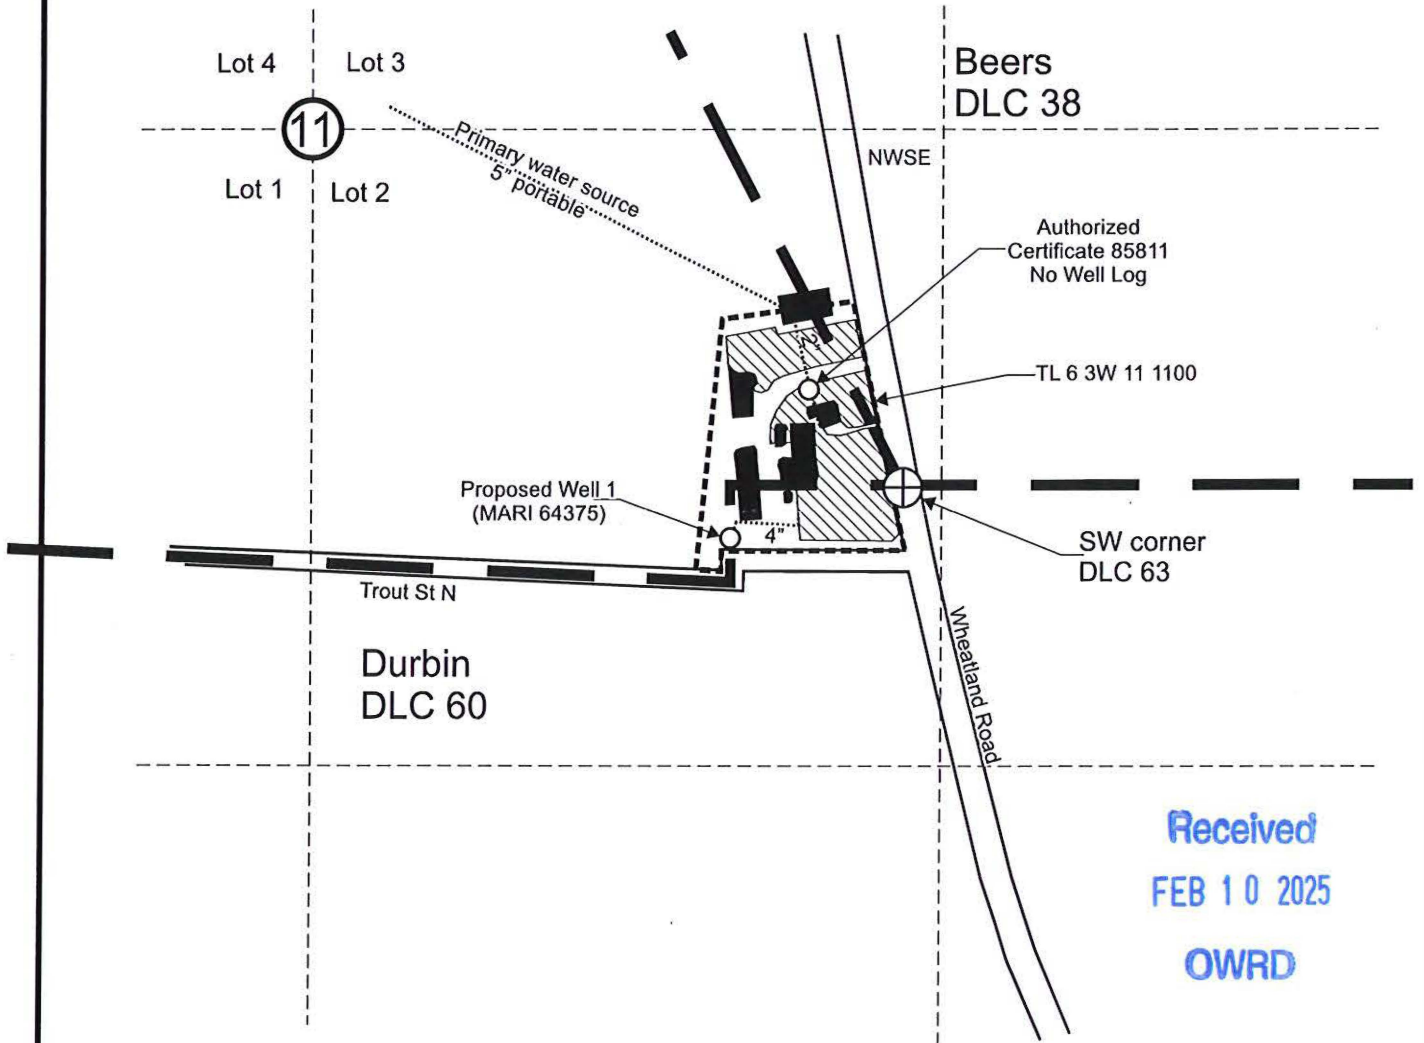 Lot 4
Lot 3
Beers
DLC 38
11
Primary water source
5" portable
NWSE
Lot 1
Lot 2
Authorized
Certificate 85811
No Well Log
2"
TL 6 3W 11 1100
Proposed Well 1
(MARI 64375)
4"
SW corner
DLC 63
Trout St N
Wheatland Road
Durbin
DLC 60
Received
FEB 10 2025
OWRD